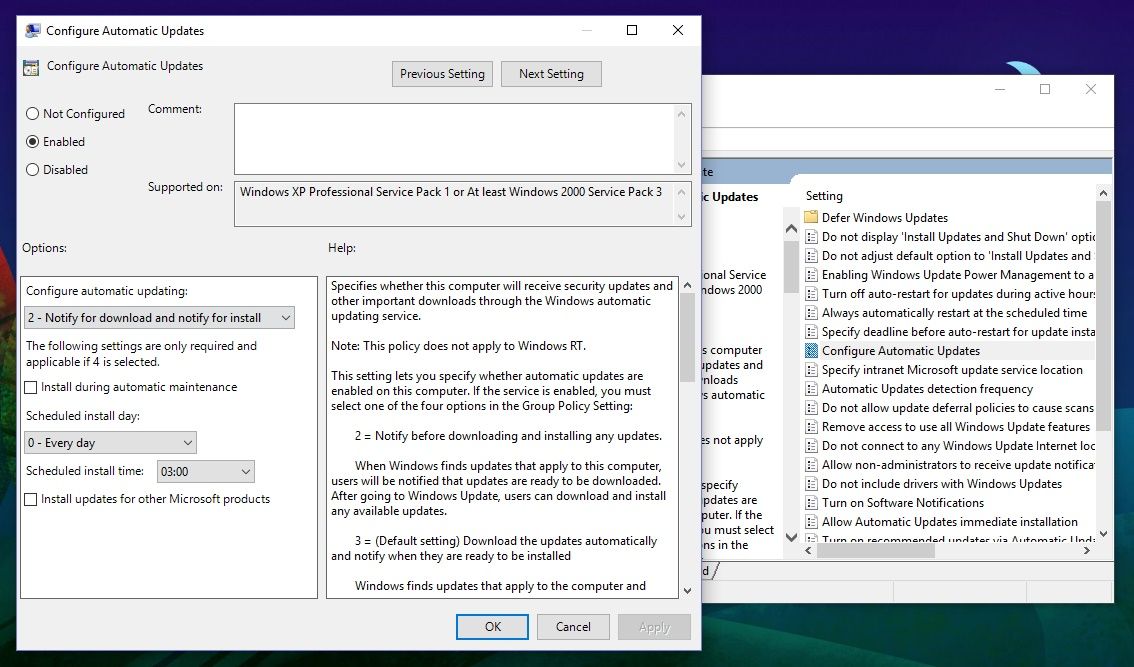 Configure Automatic Updates
Configure Automatic Updates
Previous Setting
Next Setting
Not Configured
Enabled
Disabled
Comment:
Supported on:
Windows XP Professional Service Pack 1 or At least Windows 2000 Service Pack 3
Options:
Help:
Configure automatic updating:
2 - Notify for download and notify for install
The following settings are only required and
applicable if 4 is selected.
Install during automatic maintenance
Scheduled install day:
0 - Every day
Scheduled install time:
03:00
Install updates for other Microsoft products
Specifies whether this computer will receive security updates and
other important downloads through the Windows automatic
updating service.
Note: This policy does not apply to Windows RT.
This setting lets you specify whether automatic updates are
enabled on this computer. If the service is enabled, you must
select one of the four options in the Group Policy Setting:
2 = Notify before downloading and installing any updates.
When Windows finds updates that apply to this computer,
users will be notified that updates are ready to be downloaded.
After going to Windows Update, users can download and install
any available updates.
3 = (Default setting) Download the updates automatically
and notify when they are ready to be installed
Windows finds updates that apply to the computer and
OK
Cancel
Apply
te
ic Updates
onal Service
ndows 2000
s computer
updates and
nloads
ws automatic
es not apply
specify
pdates are
puter. If the
ou must select
ns in the
d
Setting
Defer Windows Updates
Do not display 'Install Updates and Shut Down' optic
Do not adjust default option to 'Install Updates and
Enabling Windows Update Power Management to a
Turn off auto-restart for updates during active hours
Always automatically restart at the scheduled time
Specify deadline before auto-restart for update insta
Configure Automatic Updates
Specify intranet Microsoft update service location
Automatic Updates detection frequency
Do not allow update deferral policies to cause scans
Remove access to use all Windows Update features
Do not connect to any Windows Update Internet loc
Allow non-administrators to receive update notifica
Do not include drivers with Windows Updates
Turn on Software Notifications
Allow Automatic Updates immediate installation
Turn on recommended updates via Automatic Upda